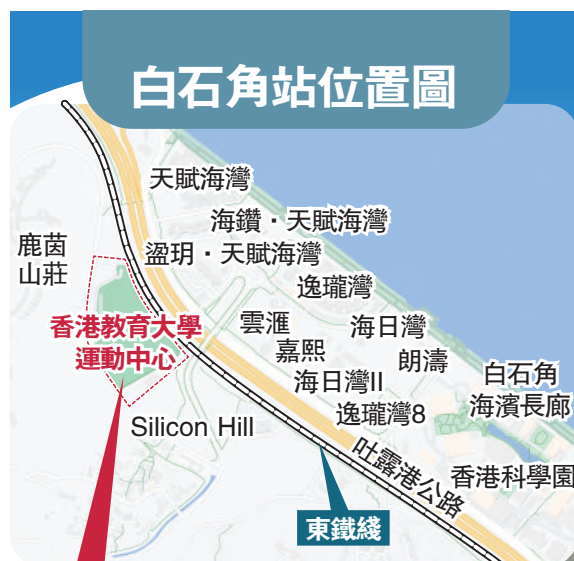 白石角站位置圖
天賦海灣
海鑽·天賦海灣
鹿茵
山莊
溋玥·天賦海灣
逸瓏灣
香港教育大學
運動中心
雲滙
海日灣
嘉熙
朗濤
海日灣II
白石角
海濱長廊
逸瓏灣8
Silicon Hill
吐露港公路
香港科學園
東鐵綫